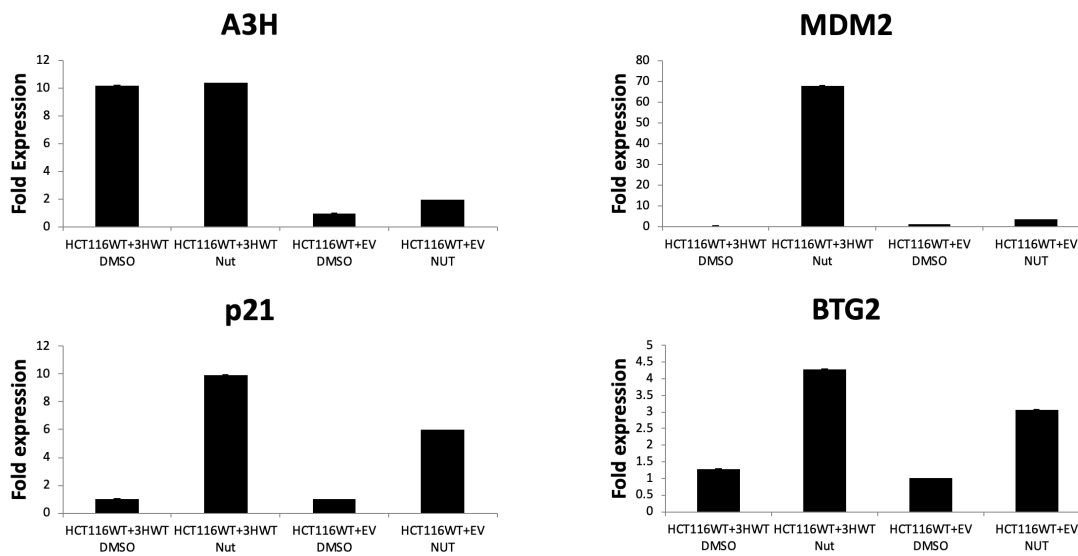 A3H
Fold Expression
12
10
8
6
4
2
0
HCT116WT+3HWT HCT116WT+3HWT HCT116WT+EV HCT116WT+EV
DMSO Nut DMSO NUT
MDM2
Fold expression
80
70
60
50
40
30
20
10
0
HCT116WT+3HWT HCT116WT+3HWT HCT116WT+EV HCT116WT+EV
DMSO Nut DMSO NUT
p21
Fold expression
12
10
8
6
4
2
0
HCT116WT+3HWT HCT116WT+3HWT HCT116WT+EV HCT116WT+EV
DMSO Nut DMSO NUT
BTG2
Fold expression
5
4.5
4
3.5
3
2.5
2
1.5
1
0.5
0
HCT116WT+3HWT HCT116WT+3HWT HCT116WT+EV HCT116WT+EV
DMSO Nut DMSO NUT